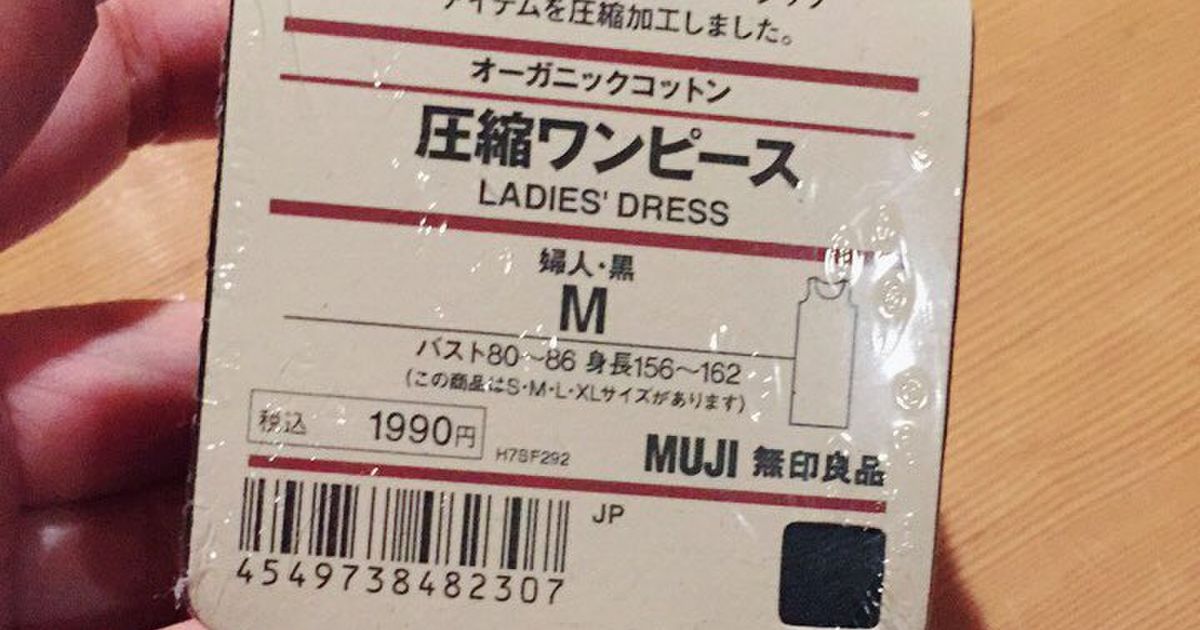 アイテムを圧縮加工しました。
オーガニックコットン
圧縮ワンピース
LADIES' DRESS
婦人・黒
M
バスト80〜86 身長156〜162
(この商品はS・M・L・XLサイズがあります)
税込 1990円
H7SF292
MUJI 無印良品
JP
4549738482307